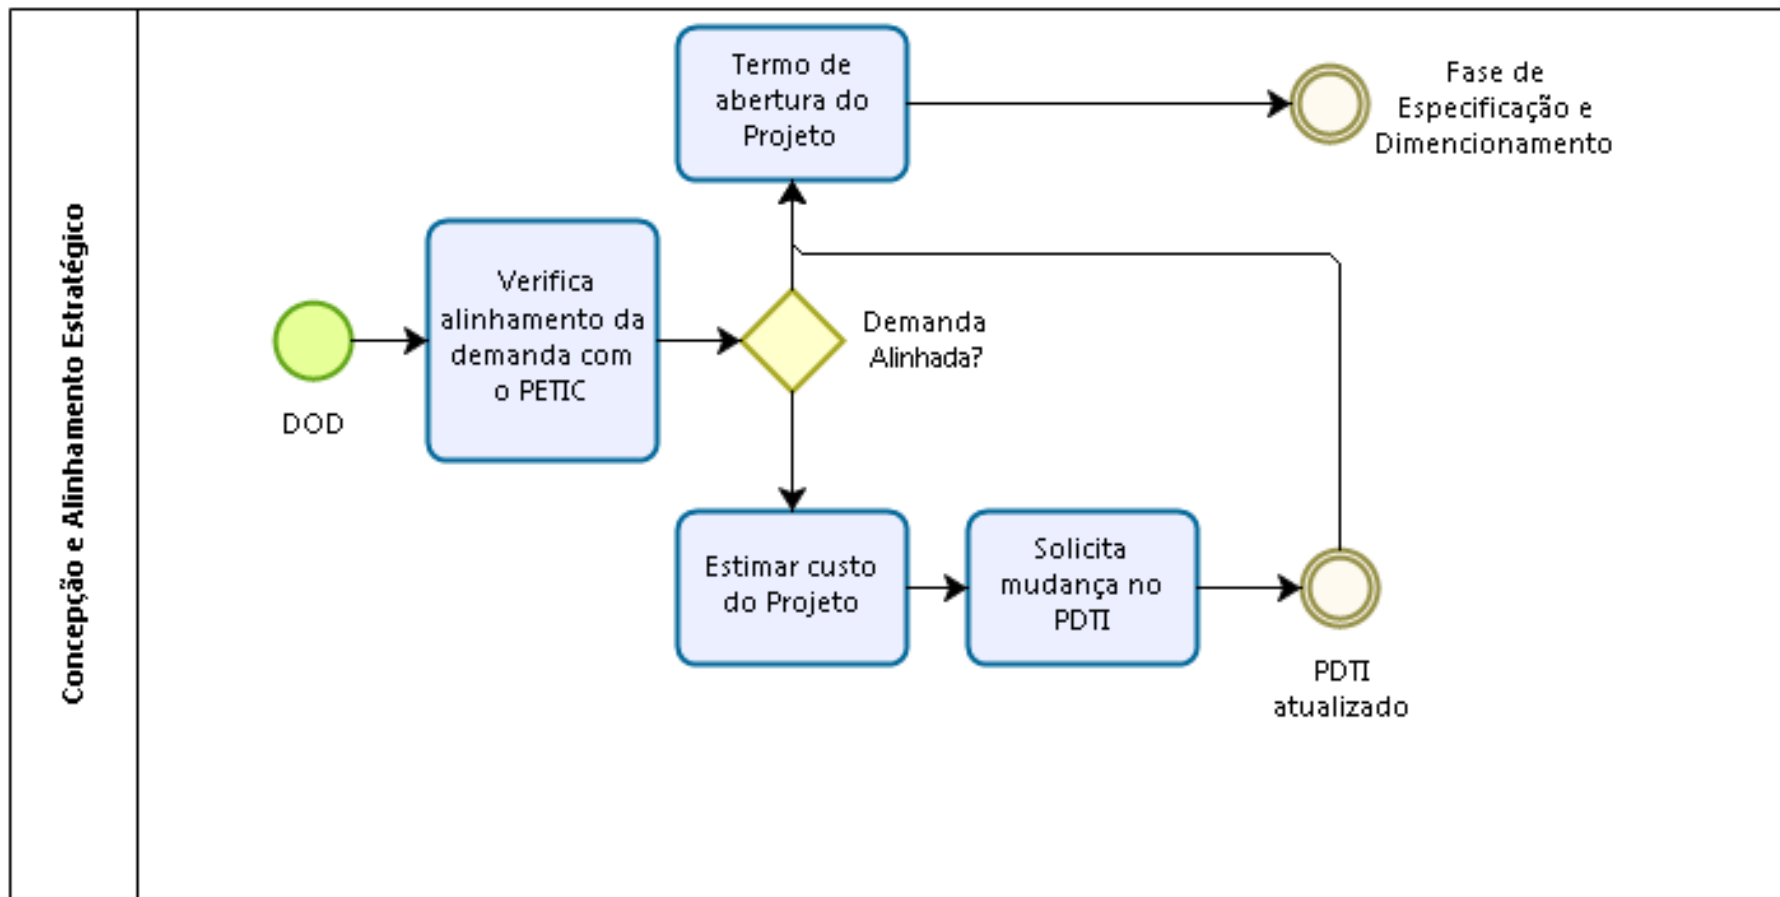 Concepção e Alinhamento Estratégico
Termo de
abertura do
Projeto
Fase de
Especificação e
Dimencionamento
Verifica
alinhamento da
demanda com
o PETIC
Demanda
Alinhada?
DOD
Estimar custo
do Projeto
Solicita
mudança no
PDTI
PDTI
atualizado